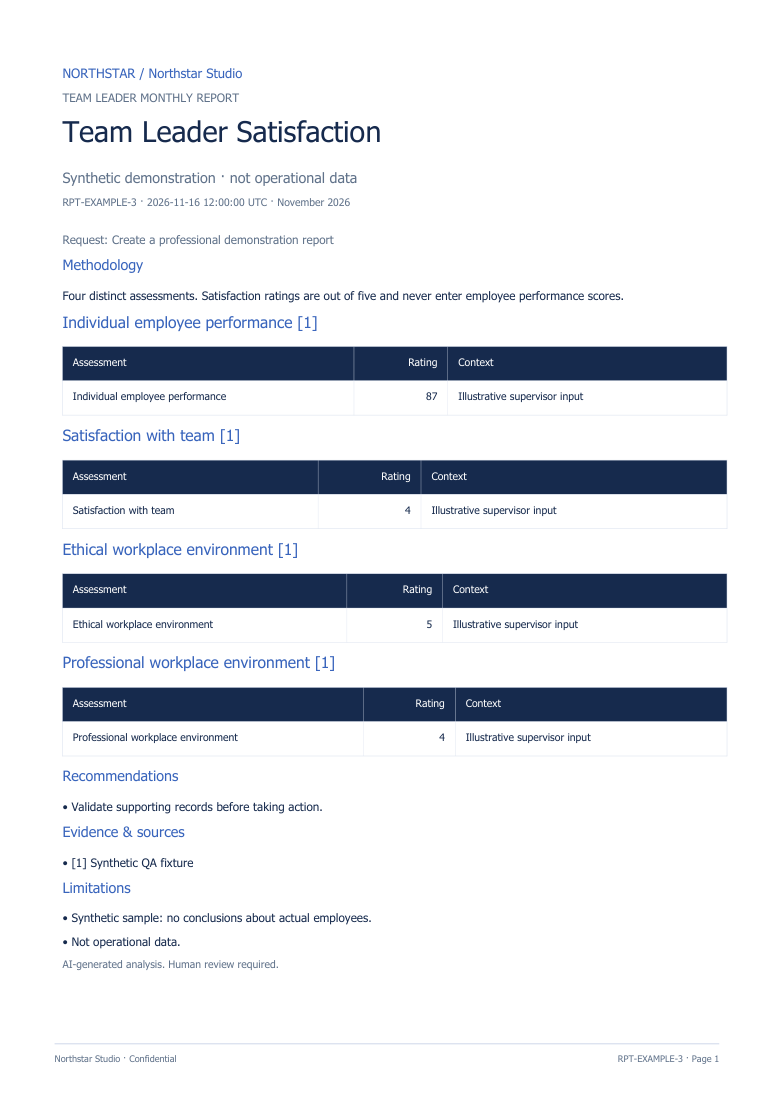 NORTHSTAR / Northstar Studio
TEAM LEADER MONTHLY REPORT
Team Leader Satisfaction
Synthetic demonstration · not operational data
RPT-EXAMPLE-3 · 2026-11-16 12:00:00 UTC · November 2026
Request: Create a professional demonstration report
Methodology
Four distinct assessments. Satisfaction ratings are out of five and never enter employee performance scores.
Individual employee performance [1]
Assessment Rating Context
Individual employee performance 87 Illustrative supervisor input
Satisfaction with team [1]
Assessment Rating Context
Satisfaction with team 4 Illustrative supervisor input
Ethical workplace environment [1]
Assessment Rating Context
Ethical workplace environment 5 Illustrative supervisor input
Professional workplace environment [1]
Assessment Rating Context
Professional workplace environment 4 Illustrative supervisor input
Recommendations
• Validate supporting records before taking action.
Evidence & sources
• [1] Synthetic QA fixture
Limitations
• Synthetic sample: no conclusions about actual employees.
• Not operational data.
AI-generated analysis. Human review required.
Northstar Studio · Confidential RPT-EXAMPLE-3 · Page 1